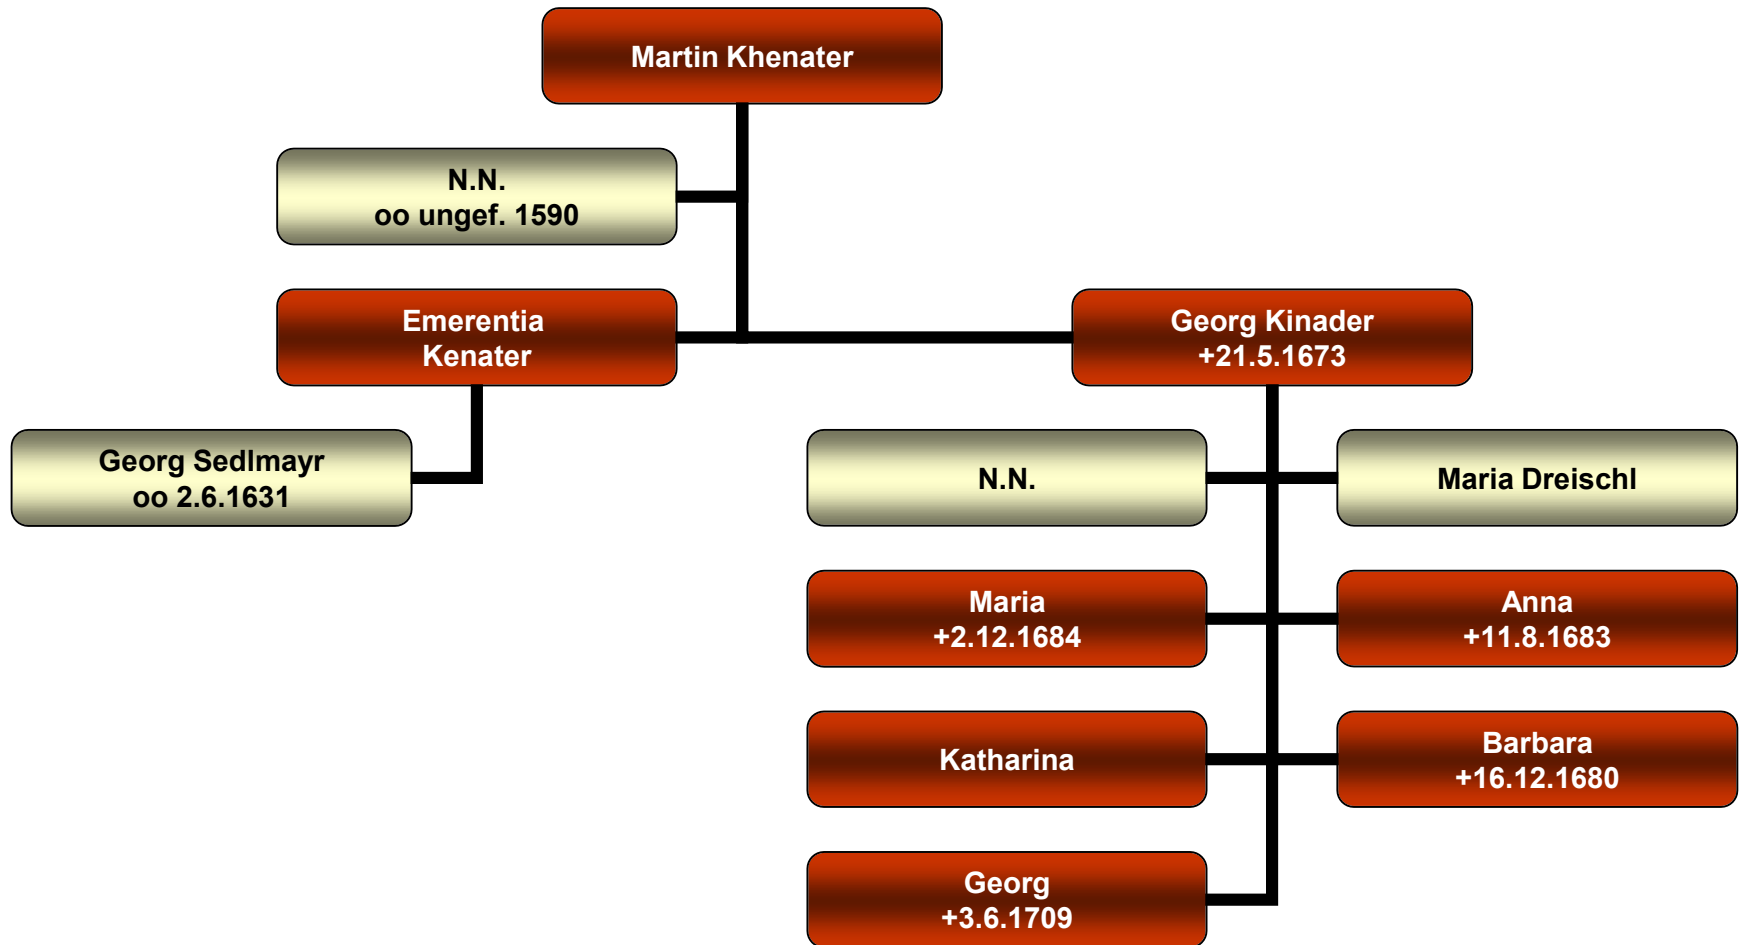 Martin Khenater
N.N.
oo ungef. 1590
Emerentia
Kenater
Georg Kinader
+21.5.1673
Georg Sedlmayr
oo 2.6.1631
N.N.
Maria Dreischl
Maria
+2.12.1684
Anna
+11.8.1683
Katharina
Barbara
+16.12.1680
Georg
+3.6.1709